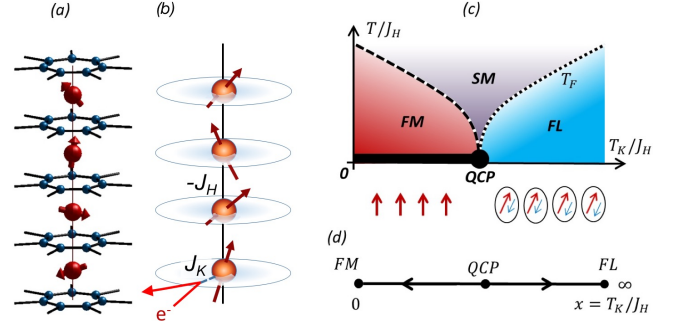 (a)
(b)
-J_H
J_K
e⁻
(c)
T/J_H
SM
T_F
FM
FL
T_K/J_H
0
QCP
(d)
FM
QCP
FL
0
∞
x = T_K/J_H